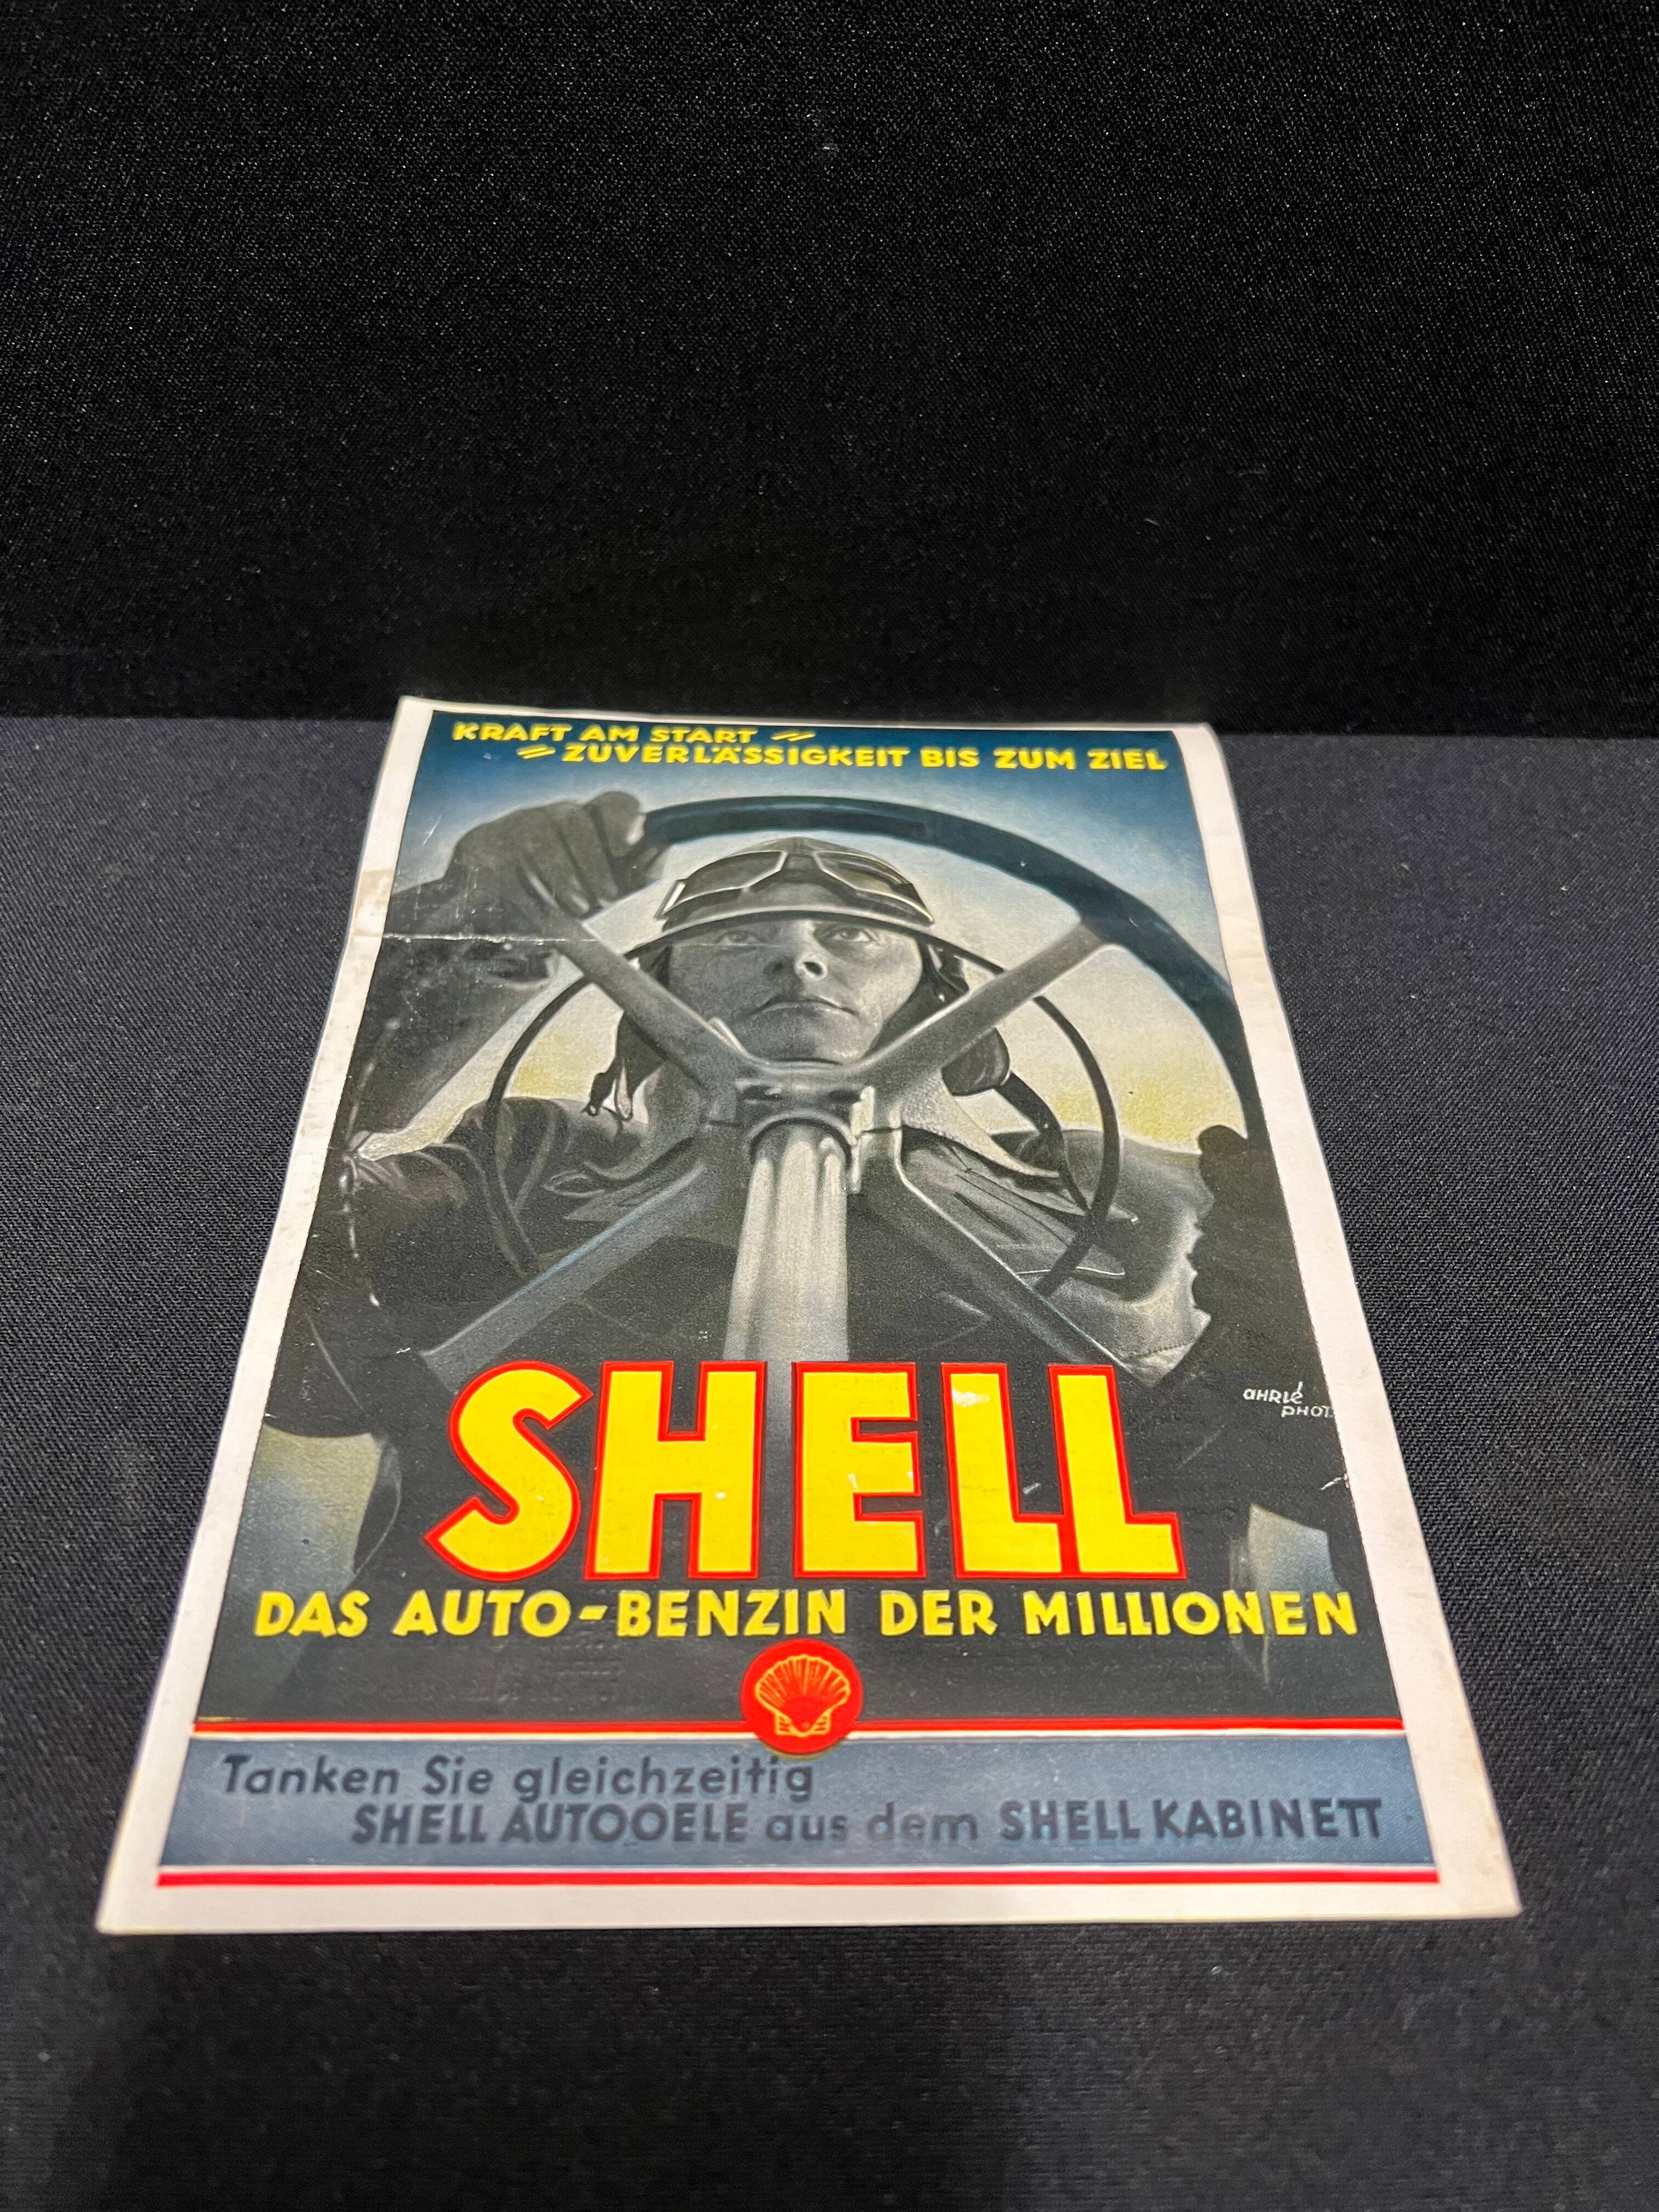 KRAFT AM START
ZUVERLÄSSIGKEIT BIS ZUM ZIEL
AHRLÉ
PHOT.
SHELL
DAS AUTO-BENZIN DER MILLIONEN
Tanken Sie gleichzeitig
SHELL AUTOOELE aus dem SHELL KABINETT